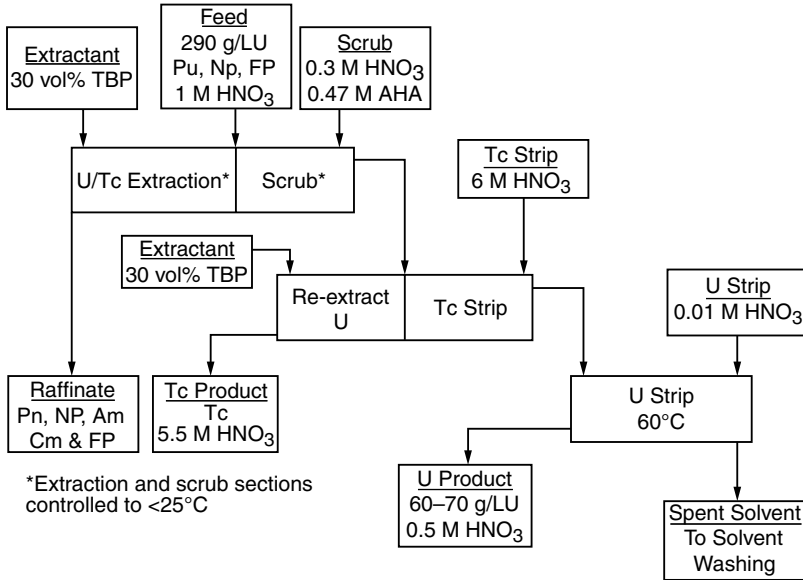 Extractant
30 vol% TBP
Feed
290 g/LU
Pu, Np, FP
1 M HNO3
Scrub
0.3 M HNO3
0.47 M AHA
U/Tc Extraction*
Scrub*
Tc Strip
6 M HNO3
Extractant
30 vol% TBP
Re-extract
U
Tc Strip
U Strip
0.01 M HNO3
Raffinate
Pn, NP, Am
Cm & FP
Tc Product
Tc
5.5 M HNO3
U Strip
60°C
*Extraction and scrub sections
controlled to <25°C
U Product
60–70 g/LU
0.5 M HNO3
Spent Solvent
To Solvent
Washing